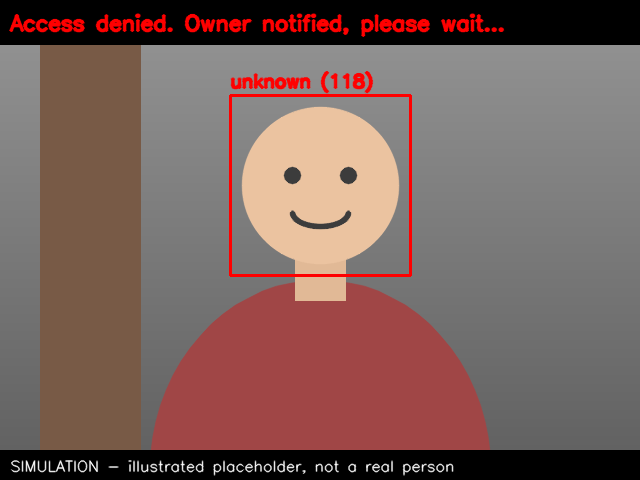 Access denied. Owner notified, please wait...
unknown (118)
SIMULATION – illustrated placeholder, not a real person